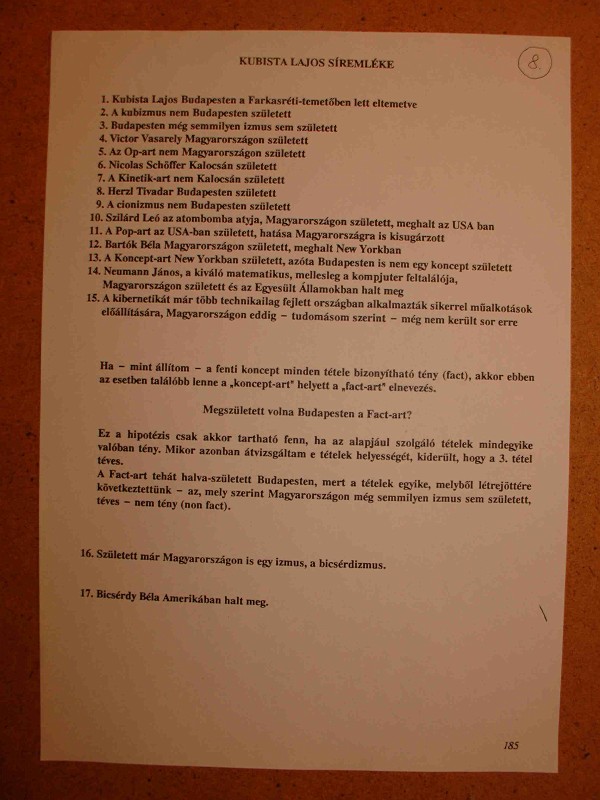 KUBISTA LAJOS SÍREMLÉKE
8.
1. Kubista Lajos Budapesten a Farkasréti-temetőben lett eltemetve
2. A kubizmus nem Budapesten született
3. Budapesten még semmilyen izmus sem született
4. Victor Vasarely Magyarországon született
5. Az Op-art nem Magyarországon született
6. Nicolas Schöffer Kalocsán született
7. A Kinetik-art nem Kalocsán született
8. Herzl Tivadar Budapesten született
9. A cionizmus nem Budapesten született
10. Szilárd Leó az atombomba atyja, Magyarországon született, meghalt az USA ban
11. A Pop-art az USA-ban született, hatása Magyarországra is kisugárzott
12. Bartók Béla Magyarországon született, meghalt New Yorkban
13. A Koncept-art New Yorkban született, azóta Budapesten is nem egy koncept született
14. Neumann János, a kiváló matematikus, mellesleg a kompjuter feltalálója,
Magyarországon született és az Egyesült Államokban halt meg
15. A kibernetikát már több technikailag fejlett országban alkalmazták sikerrel műalkotások
előállítására, Magyarországon eddig – tudomásom szerint – még nem került sor erre
Ha – mint állítom – a fenti koncept minden tétele bizonyítható tény (fact), akkor ebben
az esetben találóbb lenne a „koncept-art" helyett a „fact-art" elnevezés.
Megszületett volna Budapesten a Fact-art?
Ez a hipotézis csak akkor tartható fenn, ha az alapjául szolgáló tételek mindegyike
valóban tény. Mikor azonban átvizsgáltam e tételek helyességét, kiderült, hogy a 3. tétel
téves.
A Fact-art tehát halva-született Budapesten, mert a tételek egyike, melyből létrejöttére
következtettünk – az, mely szerint Magyarországon még semmilyen izmus sem született,
téves – nem tény (non fact).
16. Született már Magyarországon is egy izmus, a bicsérdizmus.
17. Bicsérdy Béla Amerikában halt meg.
185